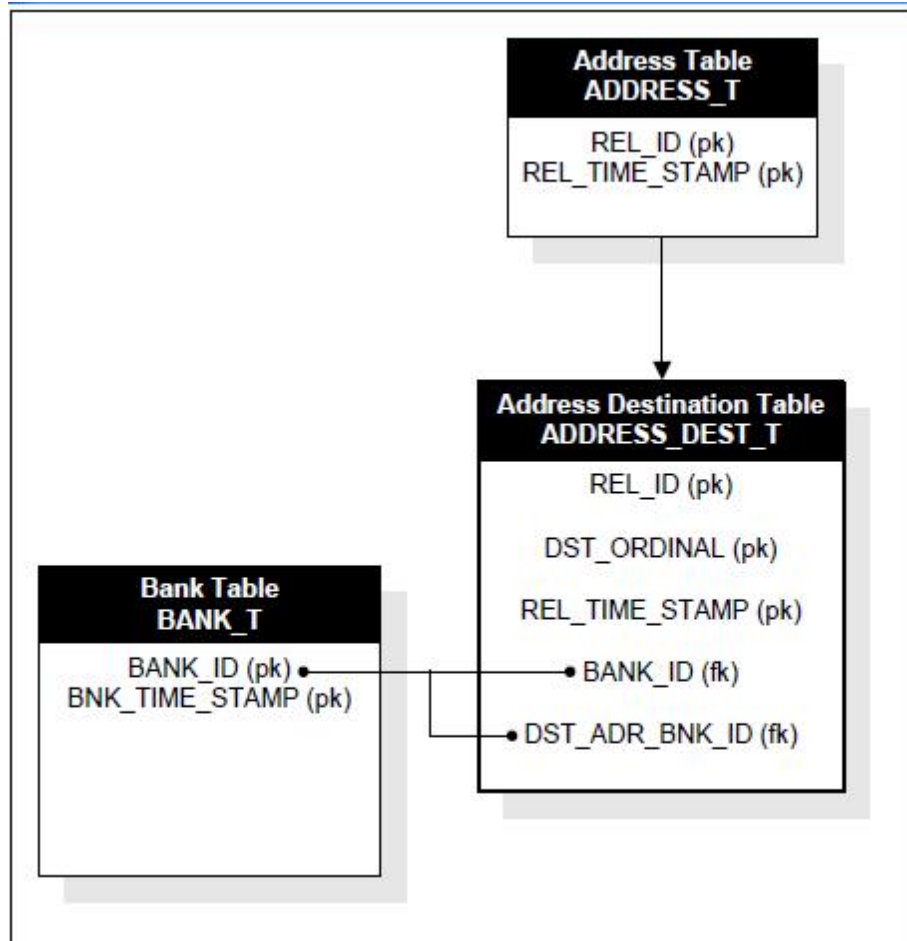 Address Table
ADDRESS_T
REL_ID (pk)
REL_TIME_STAMP (pk)
Address Destination Table
ADDRESS_DEST_T
REL_ID (pk)
DST_ORDINAL (pk)
REL_TIME_STAMP (pk)
BANK_ID (fk)
DST_ADR_BNK_ID (fk)
Bank Table
BANK_T
BANK_ID (pk)
BNK_TIME_STAMP (pk)